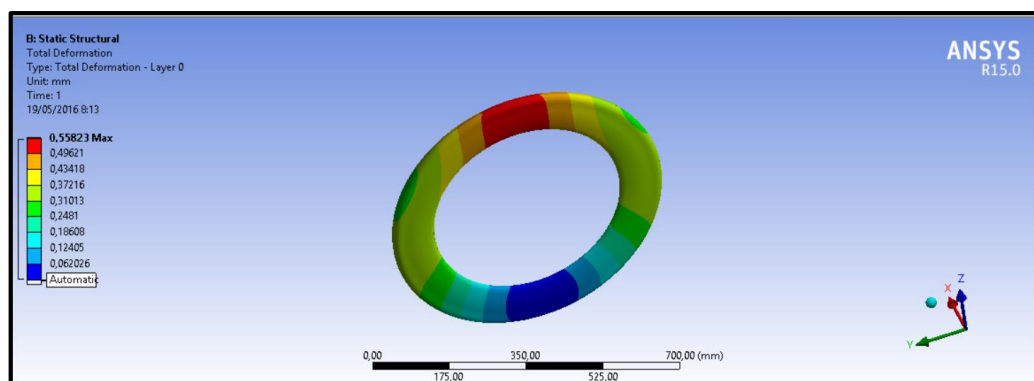 B: Static Structural
Total Deformation
Type: Total Deformation - Layer 0
Unit: mm
Time: 1
19/05/2016 8:13
0,55823 Max
0,49621
0,43418
0,37216
0,31013
0,2481
0,18608
0,12405
0,062026
Automatic
ANSYS
R15.0
X
Z
Y
0,00 350,00 700,00 (mm)
175,00 525,00